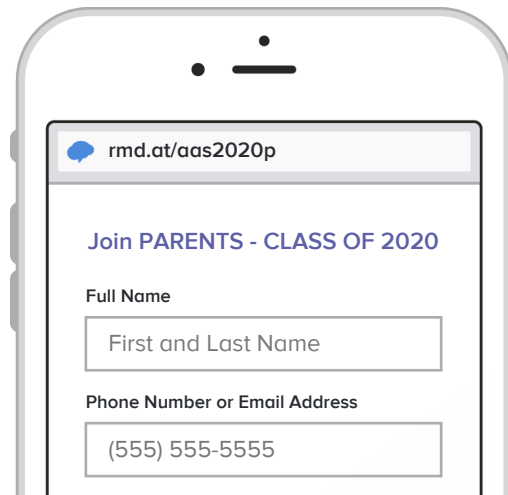 rmd.at/aas2020p
Join PARENTS - CLASS OF 2020
Full Name
First and Last Name
Phone Number or Email Address
(555) 555-5555